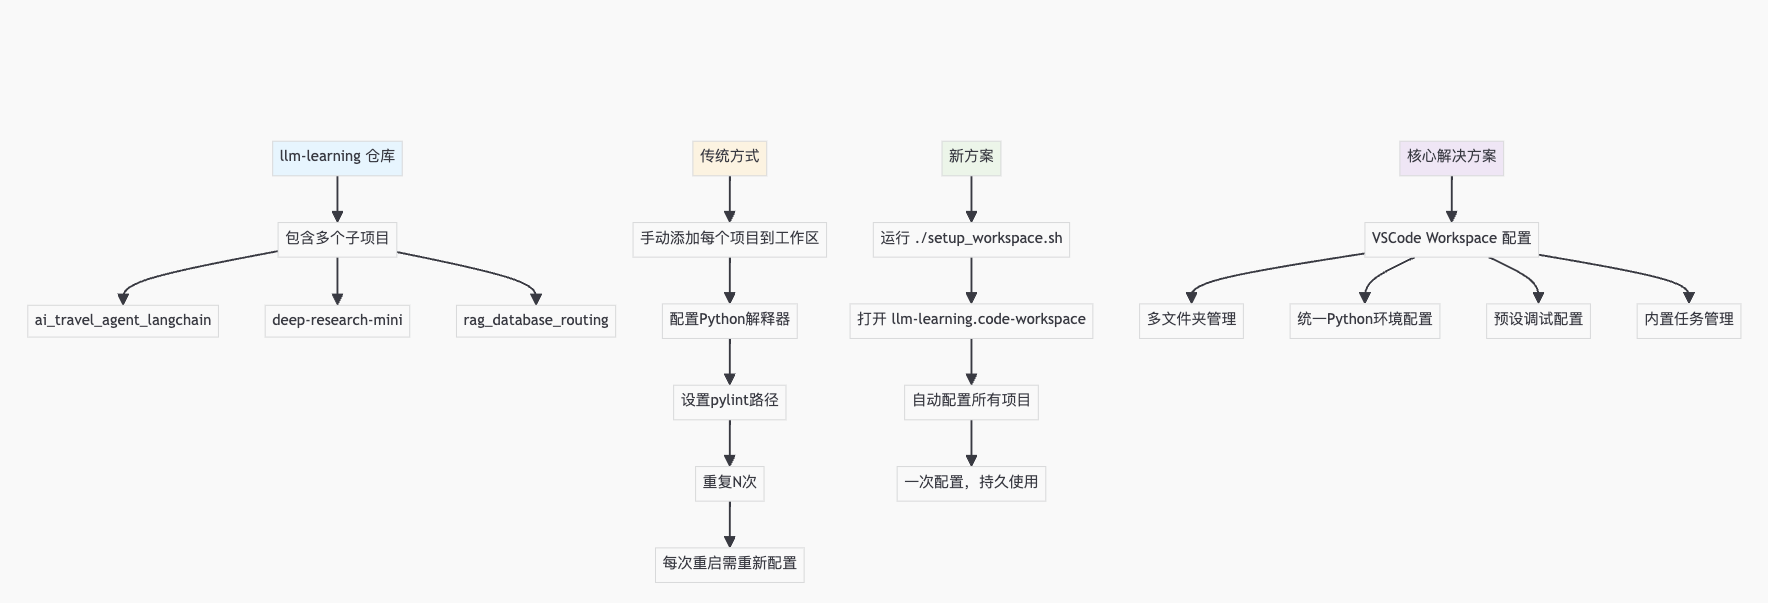 llm-learning 仓库
包含多个子项目
ai_travel_agent_langchain
deep-research-mini
rag_database_routing
传统方式
手动添加每个项目到工作区
配置Python解释器
设置pylint路径
重复N次
每次重启需重新配置
新方案
运行 ./setup_workspace.sh
打开 llm-learning.code-workspace
自动配置所有项目
一次配置，持久使用
核心解决方案
VSCode Workspace 配置
多文件夹管理
统一Python环境配置
预设调试配置
内置任务管理